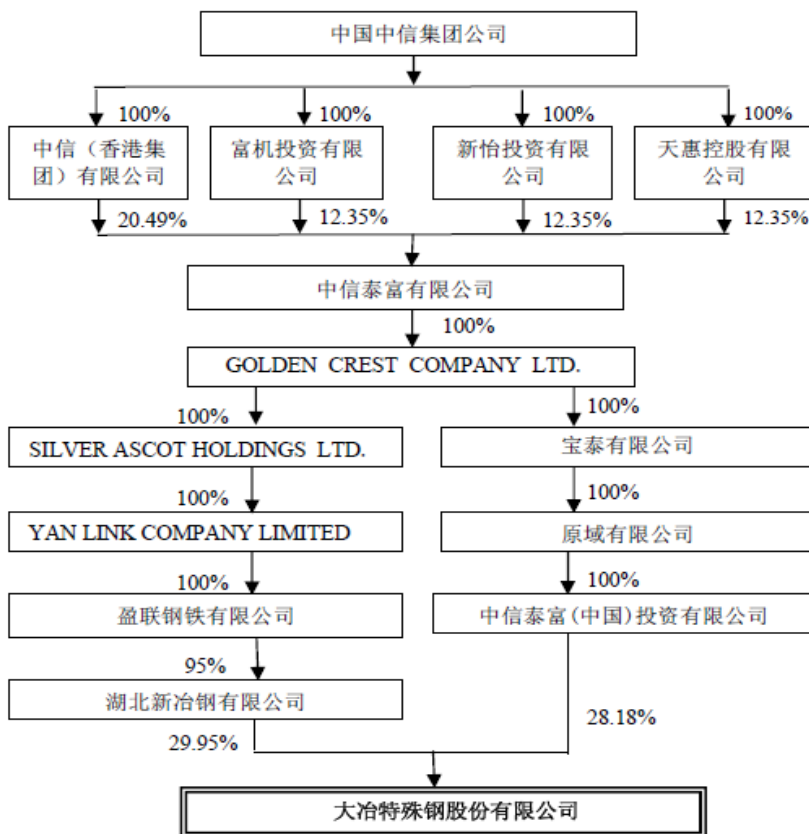 中国中信集团公司
100%
100%
100%
100%
中信（香港集
团）有限公司
富机投资有限
公司
新怡投资有限
公司
天惠控股有限
公司
20.49%
12.35%
12.35%
12.35%
中信泰富有限公司
100%
GOLDEN CREST COMPANY LTD.
100%
100%
SILVER ASCOT HOLDINGS LTD.
宝泰有限公司
100%
100%
YAN LINK COMPANY LIMITED
原域有限公司
100%
100%
盈联钢铁有限公司
中信泰富(中国)投资有限公司
95%
湖北新冶钢有限公司
28.18%
29.95%
大冶特殊钢股份有限公司